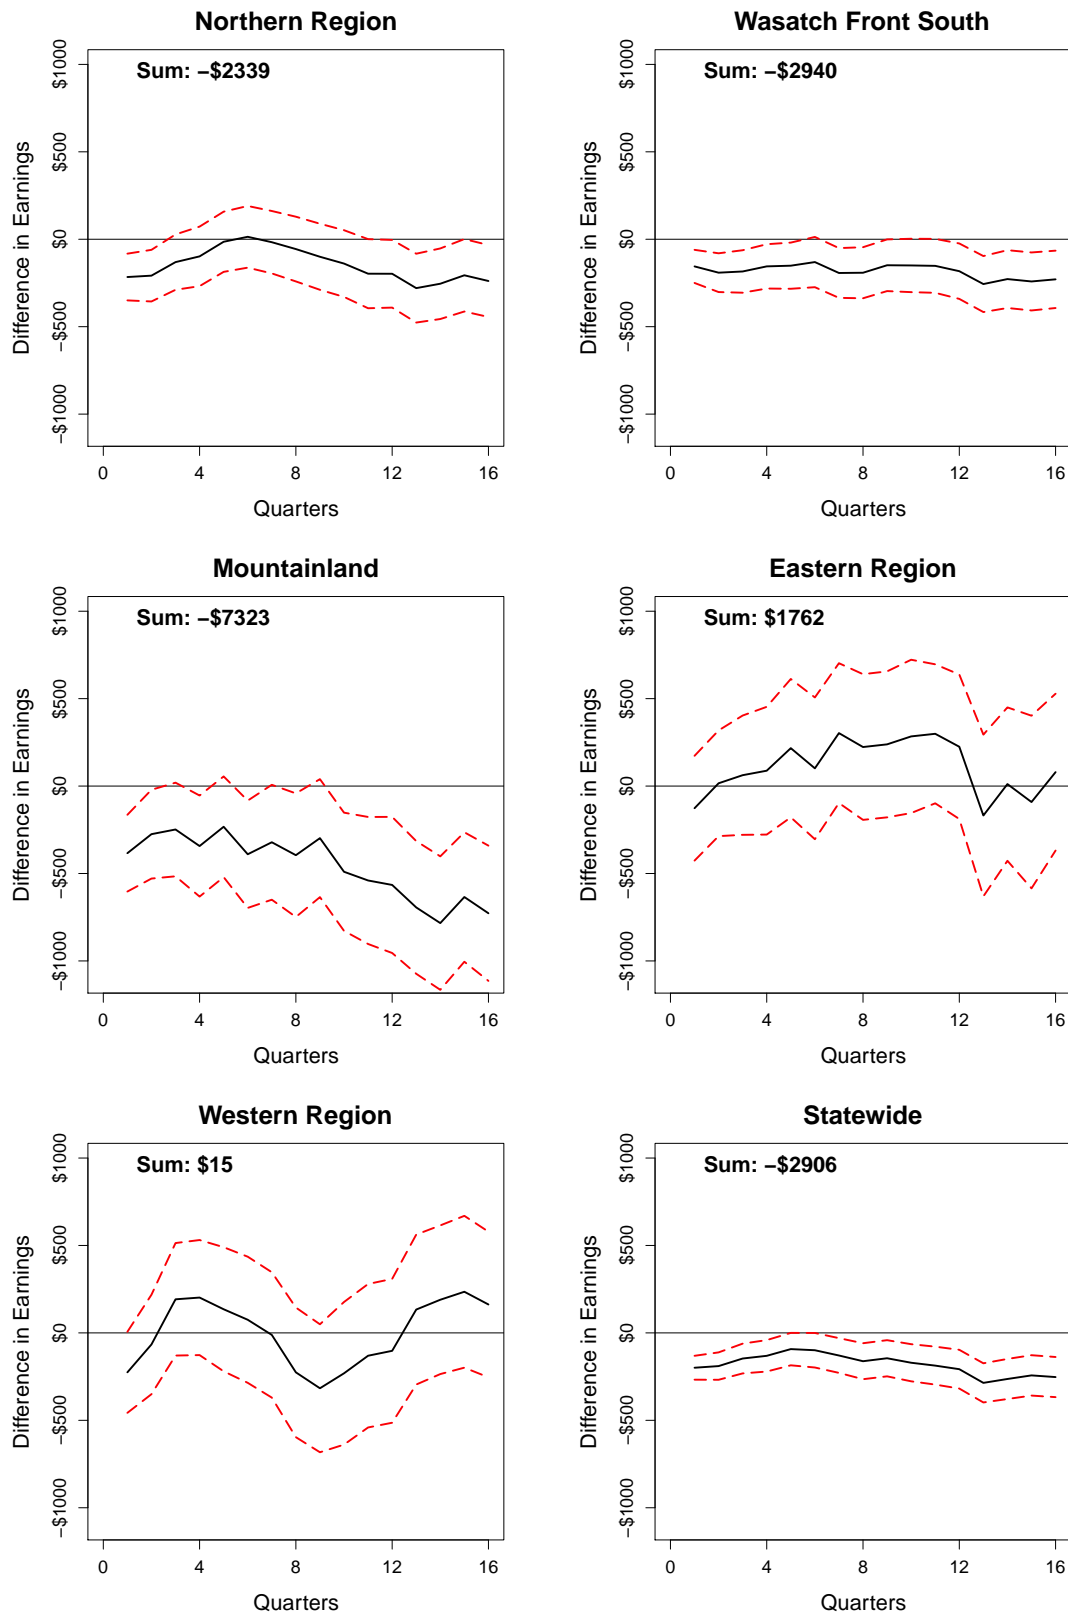 Northern Region
Sum: −$2339
Difference in Earnings
$1000
$500
$0
−$500
−$1000
0 4 8 12 16
Quarters
Wasatch Front South
Sum: −$2940
Difference in Earnings
$1000
$500
$0
−$500
−$1000
0 4 8 12 16
Quarters
Mountainland
Sum: −$7323
Difference in Earnings
$1000
$500
$0
−$500
−$1000
0 4 8 12 16
Quarters
Eastern Region
Sum: $1762
Difference in Earnings
$1000
$500
$0
−$500
−$1000
0 4 8 12 16
Quarters
Western Region
Sum: $15
Difference in Earnings
$1000
$500
$0
−$500
−$1000
0 4 8 12 16
Quarters
Statewide
Sum: −$2906
Difference in Earnings
$1000
$500
$0
−$500
−$1000
0 4 8 12 16
Quarters